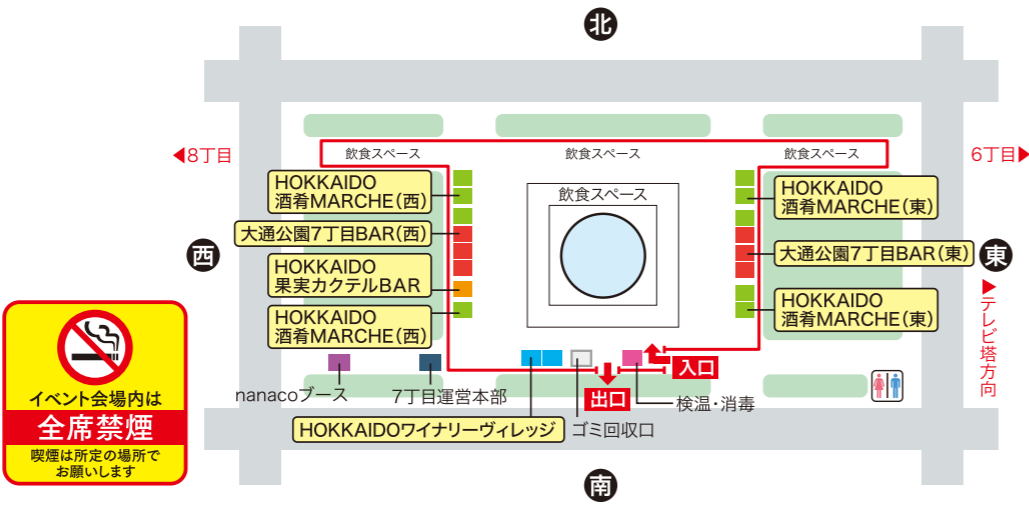 北
◀8丁目
6丁目▶
飲食スペース
飲食スペース
飲食スペース
飲食スペース
HOKKAIDO
酒肴MARCHE(西)
大通公園7丁目BAR(西)
HOKKAIDO
果実カクテルBAR
HOKKAIDO
酒肴MARCHE(西)
HOKKAIDO
酒肴MARCHE(東)
大通公園7丁目BAR(東)
HOKKAIDO
酒肴MARCHE(東)
西
東
▶テレビ塔方向
入口
出口
nanacoブース
7丁目運営本部
検温・消毒
HOKKAIDOワイナリーヴィレッジ
ゴミ回収口
南
イベント会場内は
全席禁煙
喫煙は所定の場所で
お願いします